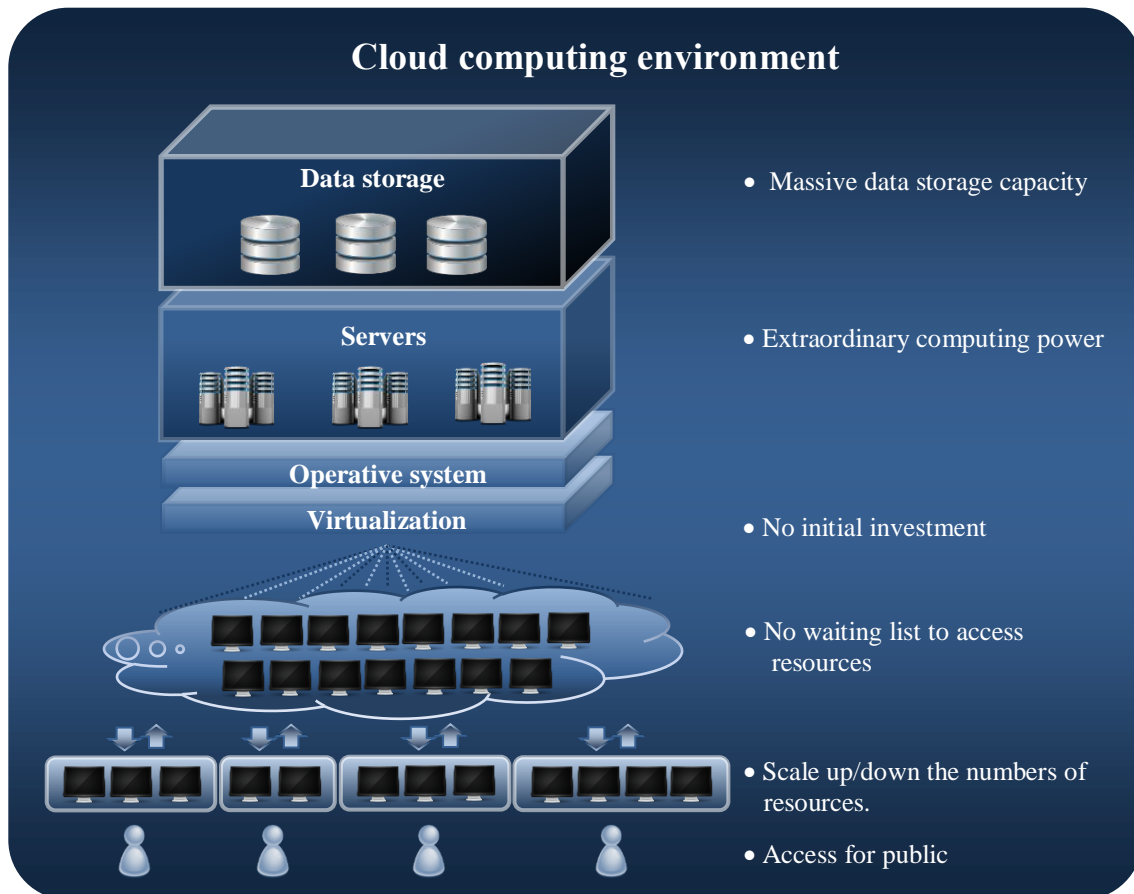 Cloud computing environment
Data storage
• Massive data storage capacity
Servers
• Extraordinary computing power
Operative system
Virtualization
• No initial investment
• No waiting list to access
resources
• Scale up/down the numbers of
resources.
• Access for public